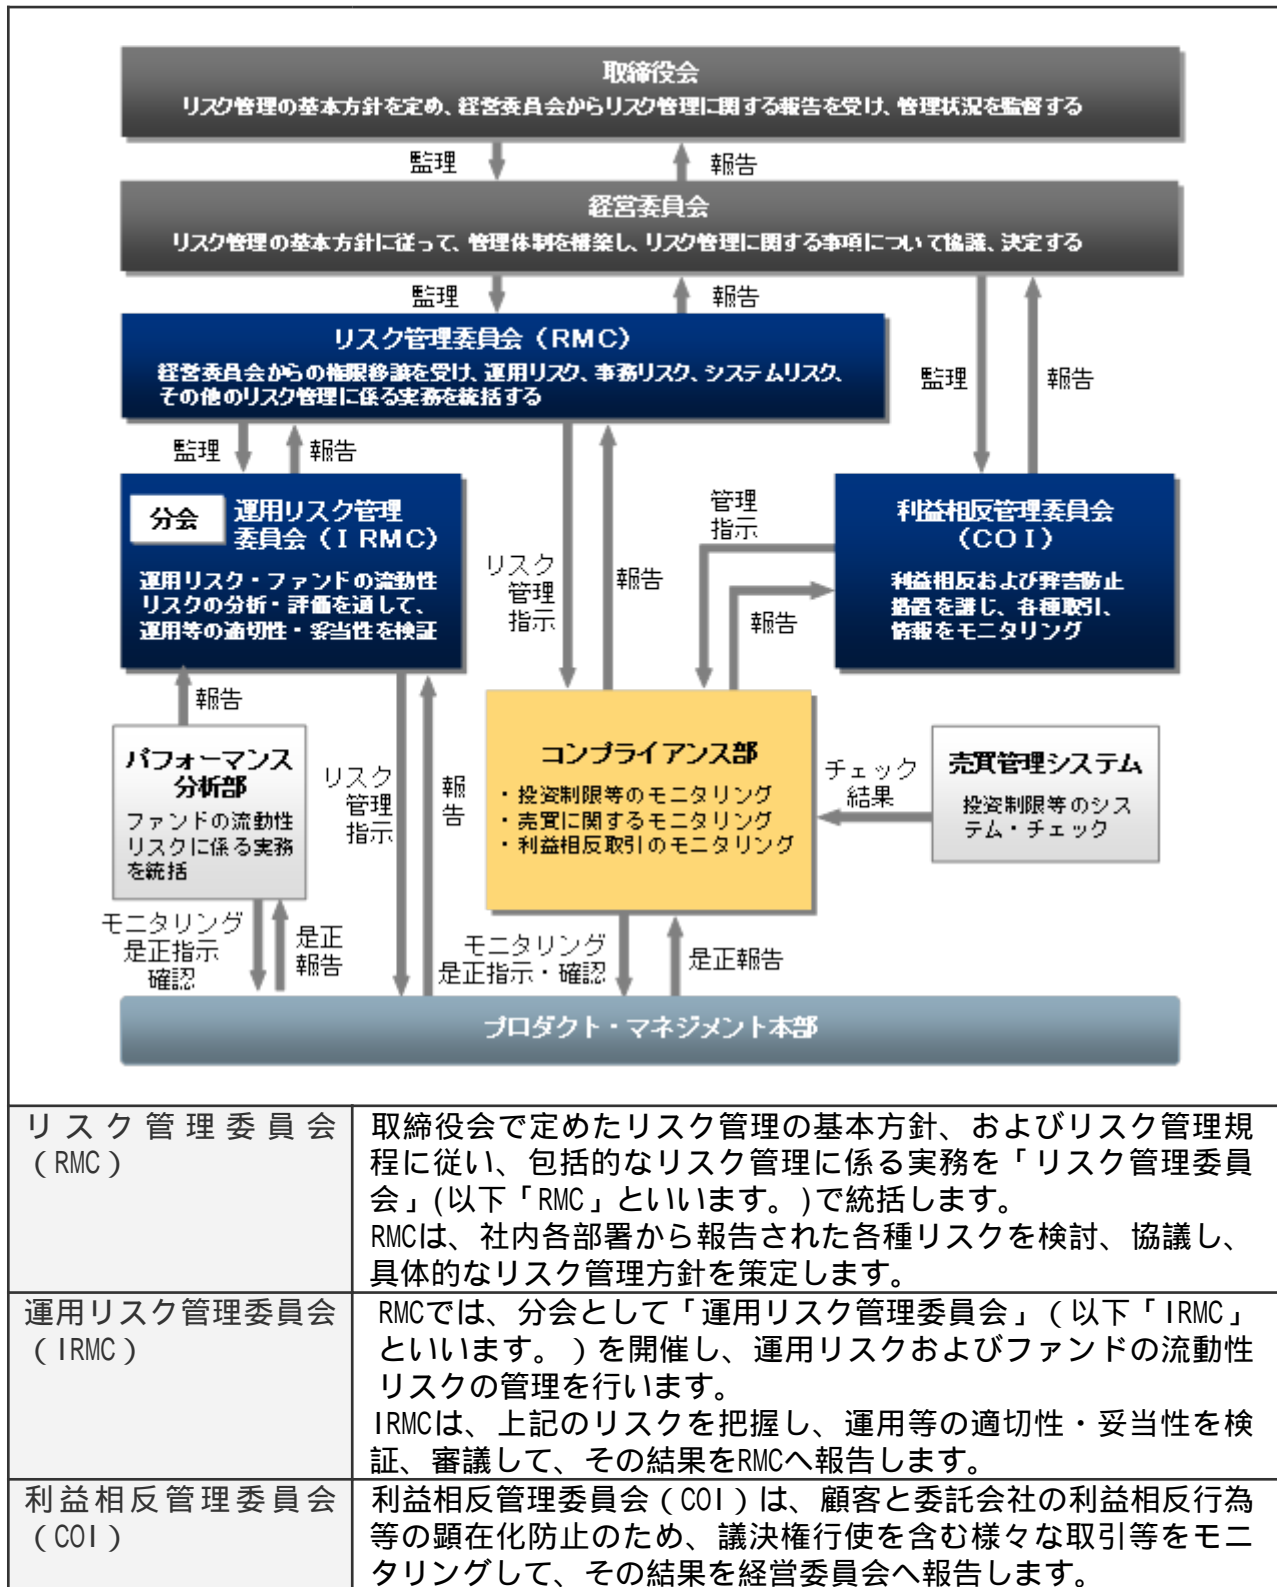 取締役会
リスク管理の基本方針を定め、経営委員会からリスク管理に関する報告を受け、管理状況を監督する
監理
報告
経営委員会
リスク管理の基本方針に従って、管理体制を構築し、リスク管理に関する事項について協議、決定する
監理
報告
リスク管理委員会（RMC）
経営委員会からの権限移譲を受け、運用リスク、事務リスク、システムリスク、
その他のリスク管理に係る実務を統括する
監理
報告
監理
報告
分会
運用リスク管理
委員会（IRMC）
運用リスク・ファンドの流動性
リスクの分析・評価を通して、
運用等の適切性・妥当性を検証
リスク
管理
指示
報告
管理
指示
報告
利益相反管理委員会
（COI）
利益相反および弊害防止
措置を講じ、各種取引、
情報をモニタリング
報告
パフォーマンス
分析部
ファンドの流動性
リスクに係る実務
を統括
リスク
管理
指示
報
告
コンプライアンス部
・投資制限等のモニタリング
・売買に関するモニタリング
・利益相反取引のモニタリング
チェック
結果
売買管理システム
投資制限等のシス
テム・チェック
モニタリング
是正指示
確認
是正
報告
モニタリング
是正指示・確認
是正報告
プロダクト・マネジメント本部
リスク管理委員会
（RMC）
取締役会で定めたリスク管理の基本方針、およびリスク管理規
程に従い、包括的なリスク管理に係る実務を「リスク管理委員
会」(以下「RMC」といいます。)で統括します。
RMCは、社内各部署から報告された各種リスクを検討、協議し、
具体的なリスク管理方針を策定します。
運用リスク管理委員会
（IRMC）
RMCでは、分会として「運用リスク管理委員会」（以下「IRMC」
といいます。）を開催し、運用リスクおよびファンドの流動性
リスクの管理を行います。
IRMCは、上記のリスクを把握し、運用等の適切性・妥当性を検
証、審議して、その結果をRMCへ報告します。
利益相反管理委員会
（COI）
利益相反管理委員会（COI）は、顧客と委託会社の利益相反行為
等の顕在化防止のため、議決権行使を含む様々な取引等をモニ
タリングして、その結果を経営委員会へ報告します。